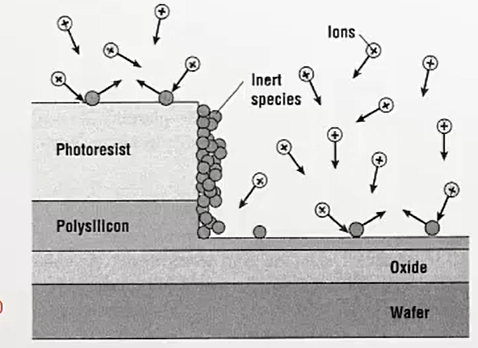 Ions
Inert
species
Photoresist
Polysilicon
Oxide
Wafer